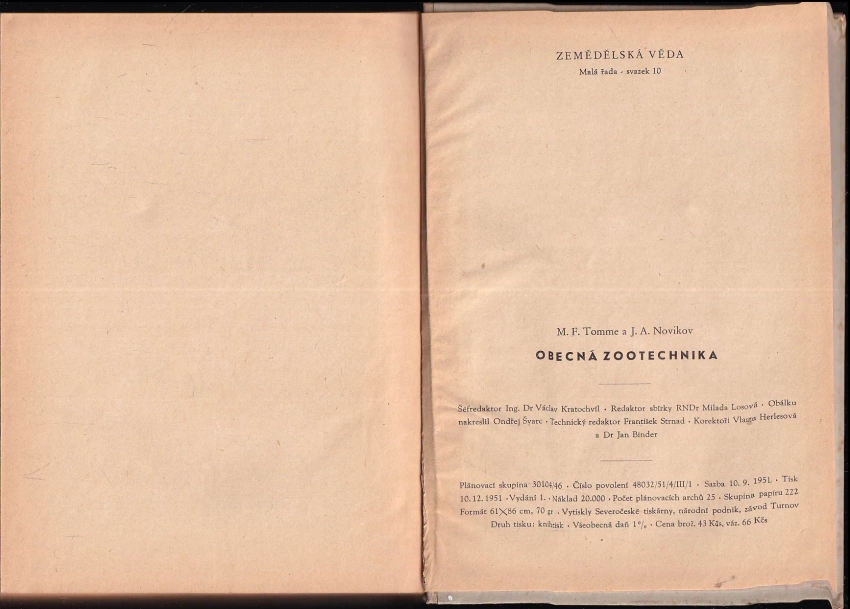 ZEMĚDĚLSKÁ VĚDA
Malá řada - svazek 10
M. F. Tomme a J. A. Novikov
OBECNÁ ZOOTECHNIKA
Šéfredaktor Ing. Dr Václav Kratochvíl · Redaktor sbírky RNDr Milada Losová · Obálku
nakreslil Ondřej Švarc · Technický redaktor František Strnad · Korektoři Vlasta Herlesová
a Dr Jan Binder
Plánovací skupina 30104/46 · Číslo povolení 48032/51/4/III/1 · Sazba 10. 9. 1951. · Tisk
10. 12. 1951 · Vydání 1. · Náklad 20.000 · Počet plánovacích archů 25 · Skupina papíru 222
Formát 61×86 cm, 70 gr · Vytiskly Severočeské tiskárny, národní podnik, závod Turnov
Druh tisku: knihtisk · Všeobecná daň 1% · Cena brož. 43 Kčs, váz. 66 Kčs